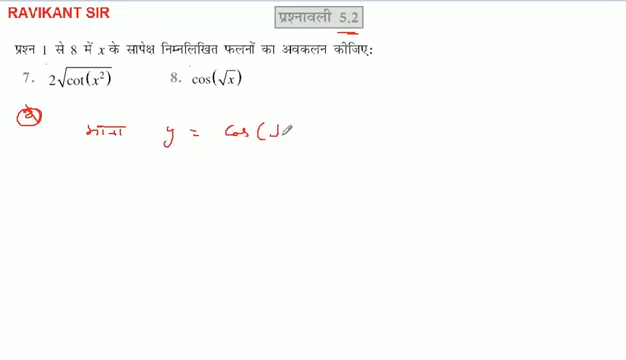 RAVIKANT SIR
प्रश्नावली 5.2
प्रश्न 1 से 8 में x के सापेक्ष निम्नलिखित फलनों का अवकलन कीजिए:
7. 2√cot(x²) 8. cos(√x)
माना y = cos(√